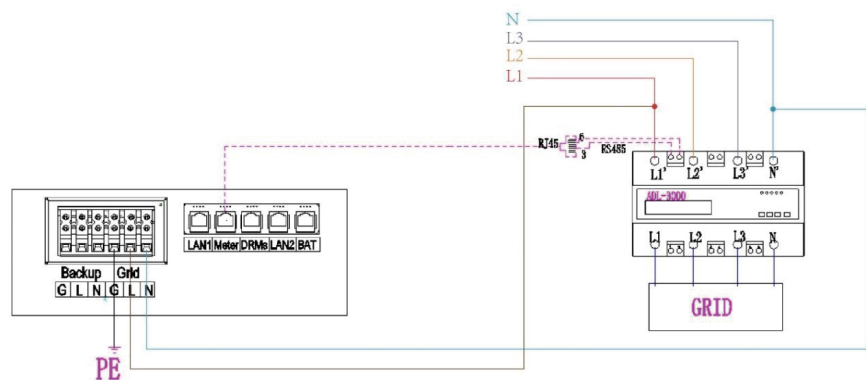 N
L3
L2
L1
RJ45
6
3
RS485
L1' L2' L3' N'
ADL-3000
L1 L2 L3 N
GRID
LAN1 Meter DRMs LAN2 BAT
Backup Grid
G L N G L N
PE